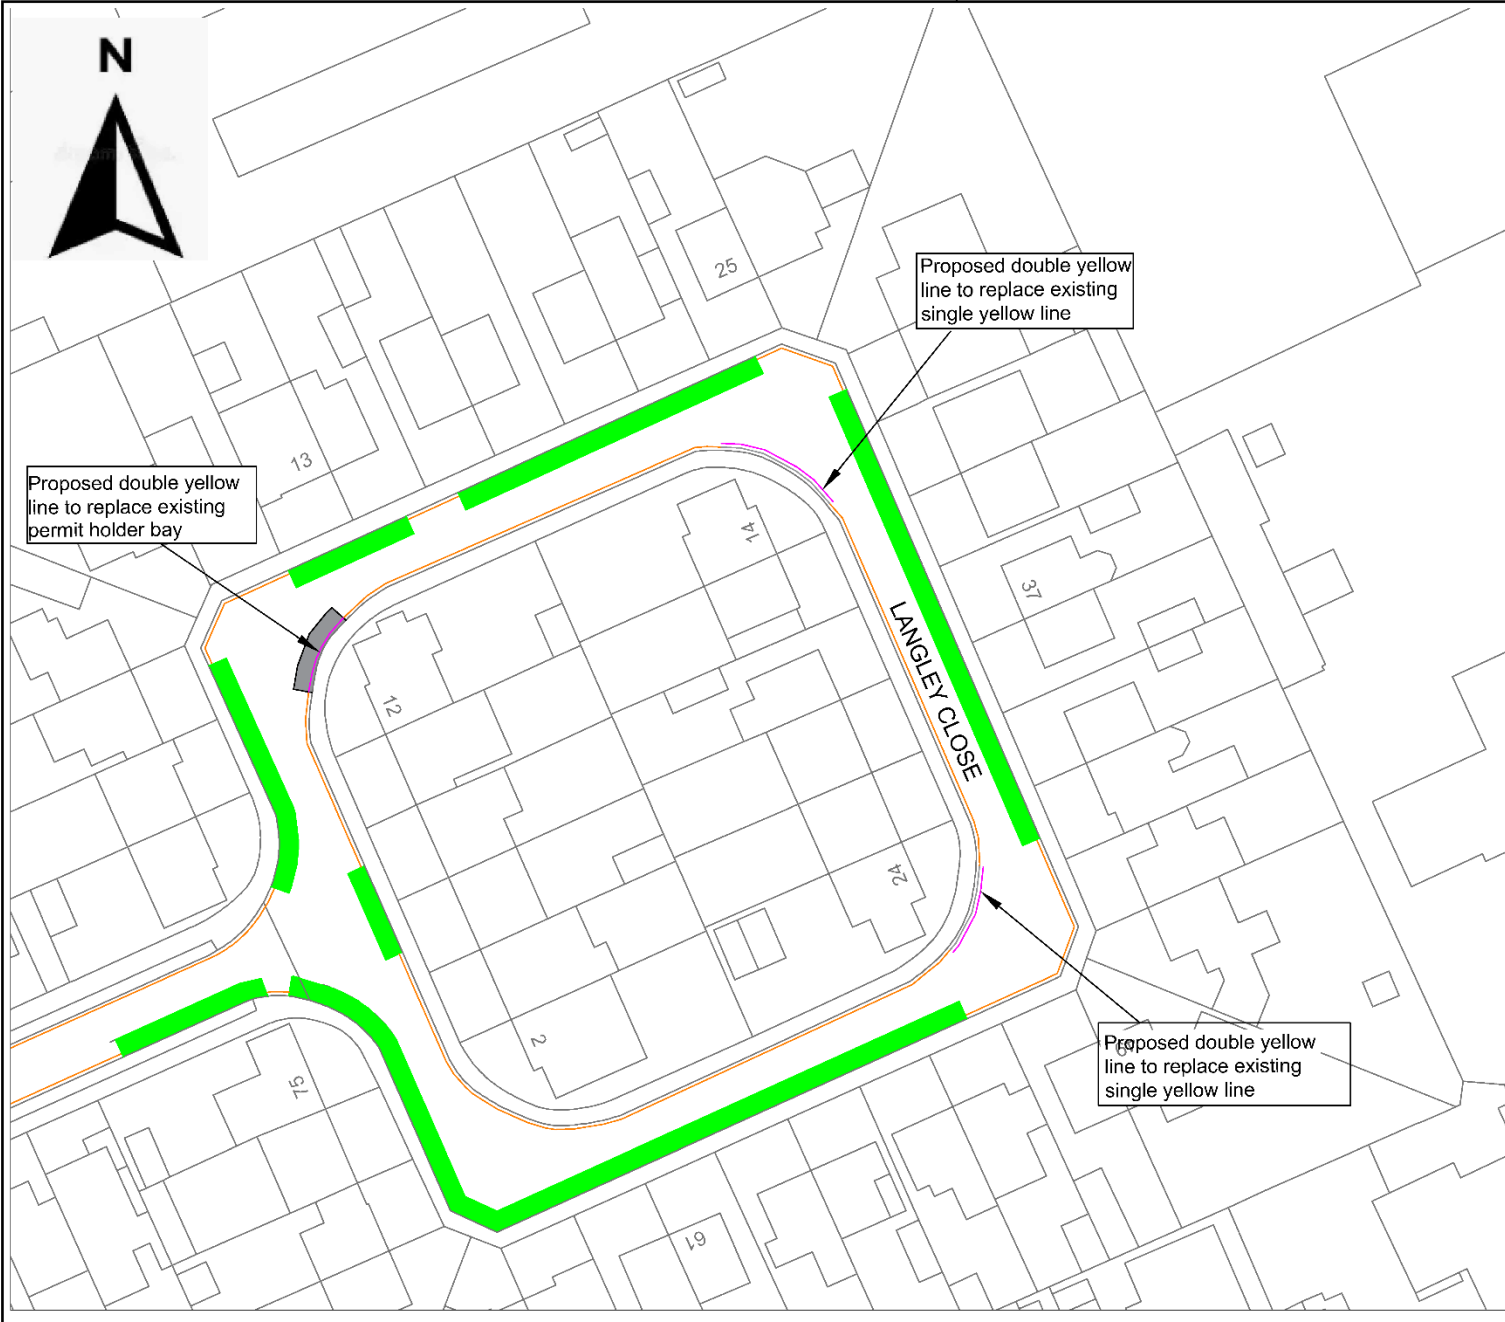 N
25
Proposed double yellow
line to replace existing
single yellow line
13
Proposed double yellow
line to replace existing
permit holder bay
14
37
12
LANGLEY CLOSE
24
2
75
Proposed double yellow
line to replace existing
single yellow line
61